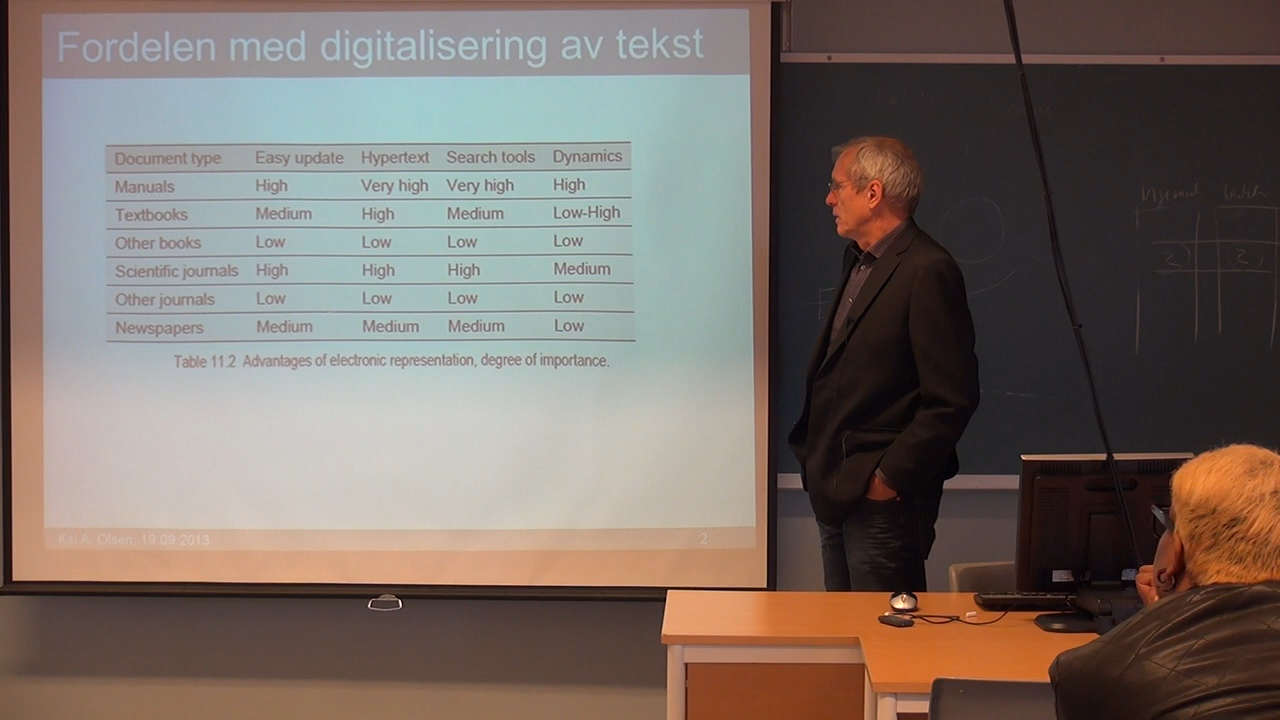 Fordelen med digitalisering av tekst
Document type Easy update Hypertext Search tools Dynamics
Manuals High Very high Very high High
Textbooks Medium High Medium Low-High
Other books Low Low Low Low
Scientific journals High High High Medium
Other journals Low Low Low Low
Newspapers Medium Medium Medium Low
Table 11.2 Advantages of electronic representation, degree of importance.
Kai A. Olsen, 19.09.2013 2